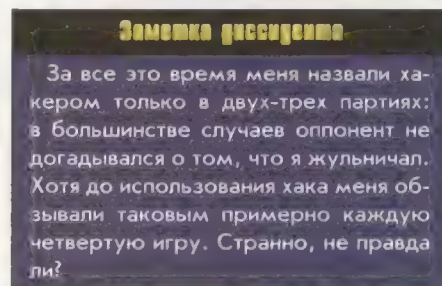 Заметка диссидента
За все это время меня назвали ха-
кером только в двух-трех партиях:
в большинстве случаев оппонент не
догадывался о том, что я жульничал.
Хотя до использования хака меня об-
зывали таковым примерно каждую
четвертую игру. Странно, не правда
ли?